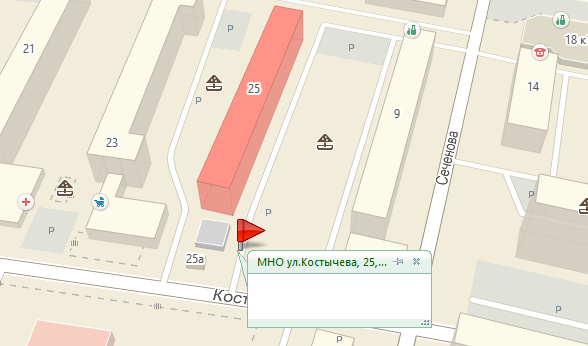 21
P
25
P
P
9
18 к
14
23
Сеченова
P
P
P
25а
МНО ул.Костычева, 25,...
Кост
P
P